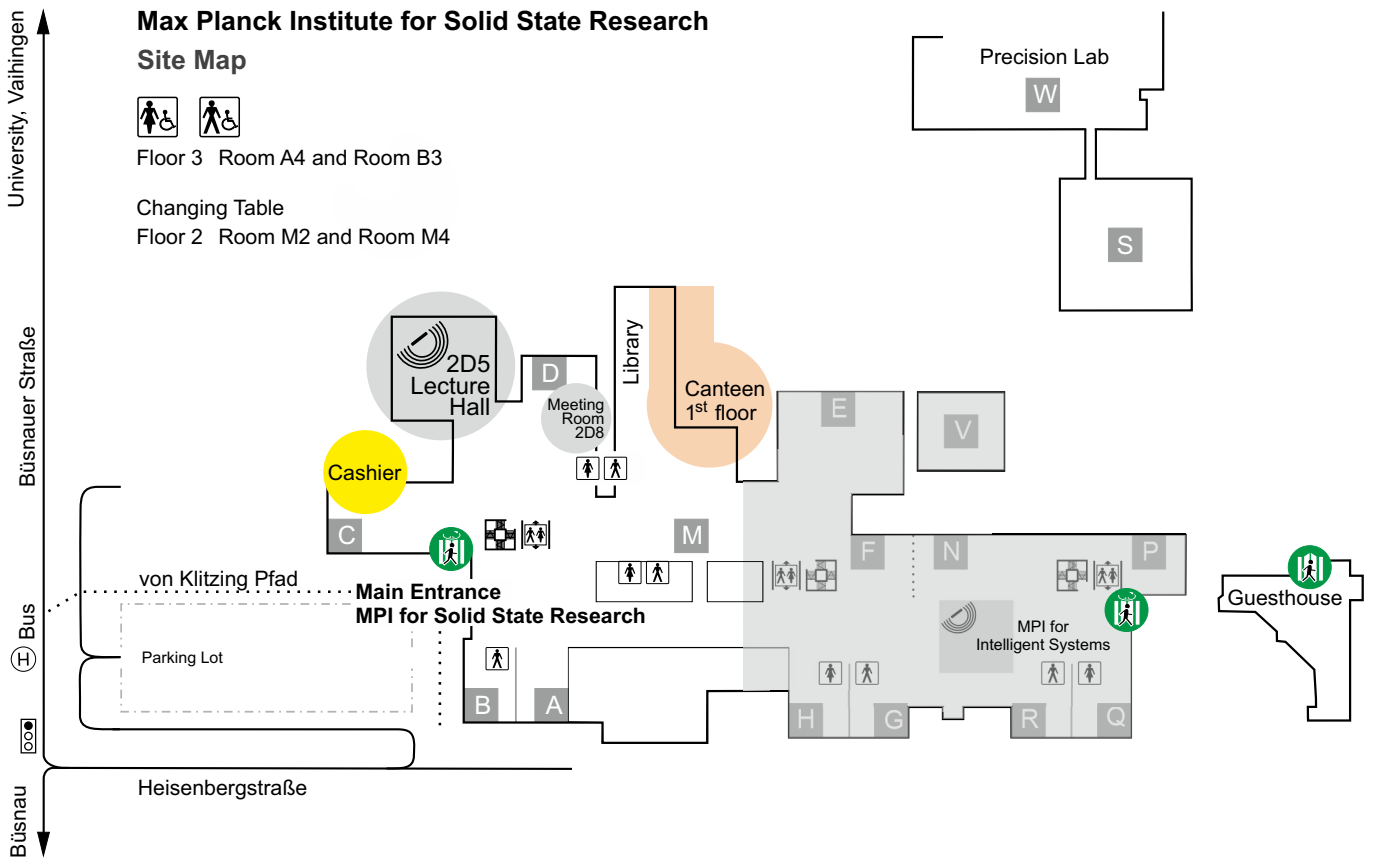 Max Planck Institute for Solid State Research
Site Map
Floor 3 Room A4 and Room B3
Changing Table
Floor 2 Room M2 and Room M4
University, Vaihingen
Büsnauer Straße
H Bus
Büsnau
Precision Lab
W
S
2D5
Lecture
Hall
D
Meeting
Room
2D8
Library
Canteen
1st floor
E
V
Cashier
C
M
F
N
P
von Klitzing Pfad
Main Entrance
MPI for Solid State Research
Parking Lot
MPI for
Intelligent Systems
Guesthouse
B
A
H
G
R
Q
Heisenbergstraße